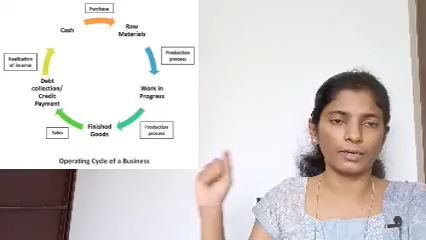 Purchase
Cash
Raw
Materials
Production
process
Work in
Progress
Production
process
Finished
Goods
Sales
Debt
collection/
Credit
Payment
Realization
of income
Operating Cycle of a Business